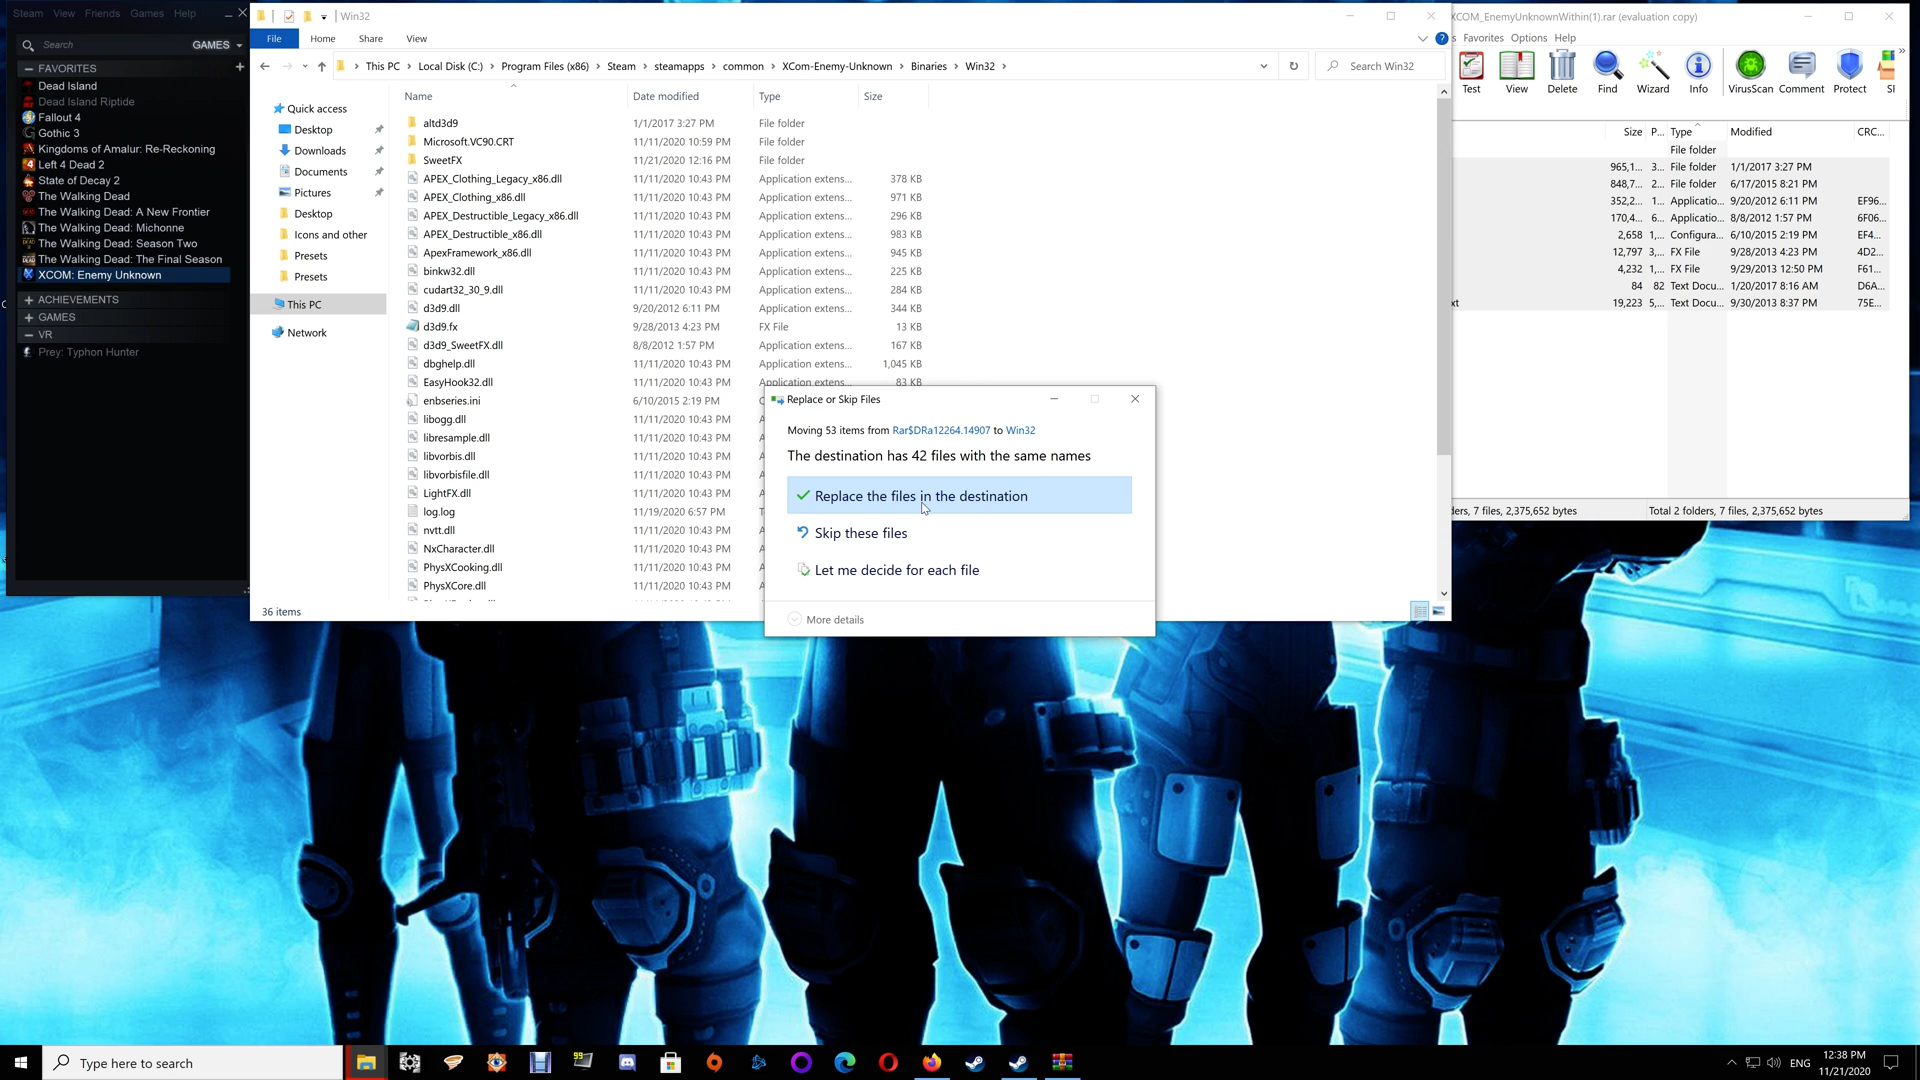 Steam View Friends Games Help
Search GAMES
FAVORITES
Dead Island
Dead Island Riptide
Fallout 4
Gothic 3
Kingdoms of Amalur: Re-Reckoning
Left 4 Dead 2
State of Decay 2
The Walking Dead
The Walking Dead: A New Frontier
The Walking Dead: Michonne
The Walking Dead: Season Two
The Walking Dead: The Final Season
XCOM: Enemy Unknown
ACHIEVEMENTS
GAMES
VR
Prey: Typhon Hunter
Win32
File Home Share View
This PC > Local Disk (C:) > Program Files (x86) > Steam > steamapps > common > XCom-Enemy-Unknown > Binaries > Win32 >
Search Win32
Quick access
Desktop
Downloads
Documents
Pictures
Desktop
Icons and other
Presets
Presets
This PC
Network
Name Date modified Type Size
altd3d9 1/1/2017 3:27 PM File folder
Microsoft.VC90.CRT 11/11/2020 10:59 PM File folder
SweetFX 11/21/2020 12:16 PM File folder
APEX_Clothing_Legacy_x86.dll 11/11/2020 10:43 PM Application extens... 378 KB
APEX_Clothing_x86.dll 11/11/2020 10:43 PM Application extens... 971 KB
APEX_Destructible_Legacy_x86.dll 11/11/2020 10:43 PM Application extens... 296 KB
APEX_Destructible_x86.dll 11/11/2020 10:43 PM Application extens... 983 KB
ApexFramework_x86.dll 11/11/2020 10:43 PM Application extens... 945 KB
binkw32.dll 11/11/2020 10:43 PM Application extens... 225 KB
cudart32_30_9.dll 11/11/2020 10:43 PM Application extens... 284 KB
d3d9.dll 9/20/2012 6:11 PM Application extens... 344 KB
d3d9.fx 9/28/2013 4:23 PM FX File 13 KB
d3d9_SweetFX.dll 8/8/2012 1:57 PM Application extens... 167 KB
dbghelp.dll 11/11/2020 10:43 PM Application extens... 1,045 KB
EasyHook32.dll 11/11/2020 10:43 PM Application extens... 83 KB
enbseries.ini 6/10/2015 2:19 PM
libogg.dll 11/11/2020 10:43 PM
libresample.dll 11/11/2020 10:43 PM
libvorbis.dll 11/11/2020 10:43 PM
libvorbisfile.dll 11/11/2020 10:43 PM
LightFX.dll 11/11/2020 10:43 PM
log.log 11/19/2020 6:57 PM
nvtt.dll 11/11/2020 10:43 PM
NxCharacter.dll 11/11/2020 10:43 PM
PhysXCooking.dll 11/11/2020 10:43 PM
PhysXCore.dll 11/11/2020 10:43 PM
36 items
Replace or Skip Files
Moving 53 items from Rar$DRa12264.14907 to Win32
The destination has 42 files with the same names
Replace the files in the destination
Skip these files
Let me decide for each file
More details
XCOM_EnemyUnknownWithin(1).rar (evaluation copy)
s Favorites Options Help
Test View Delete Find Wizard Info VirusScan Comment Protect SI
Size P... Type Modified CRC...
File folder
965,1... 3... File folder 1/1/2017 3:27 PM
848,7... 2... File folder 6/17/2015 8:21 PM
352,2... 1... Applicatio... 9/20/2012 6:11 PM EF96...
170,4... 6... Applicatio... 8/8/2012 1:57 PM 6F06...
2,658 1,... Configura... 6/10/2015 2:19 PM EF4...
12,797 3,... FX File 9/28/2013 4:23 PM 4D2...
4,232 1,... FX File 9/29/2013 12:50 PM F61...
84 82 Text Docu... 1/20/2017 8:16 AM D6A...
xt 19,223 5,... Text Docu... 9/30/2013 8:37 PM 75E...
ders, 7 files, 2,375,652 bytes
Total 2 folders, 7 files, 2,375,652 bytes
Type here to search
99
ENG
12:38 PM
11/21/2020